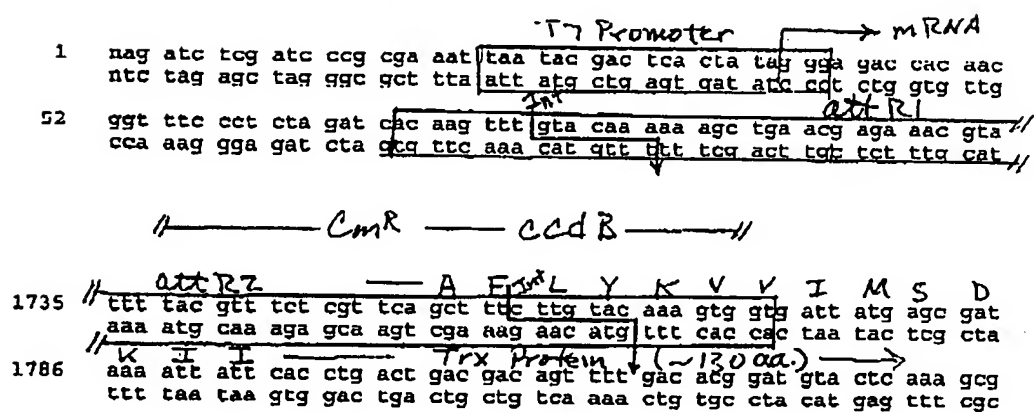 T7 Promoter mRNA
1 nag atc tcg atc ccg cga aat taa tac gac tca cta tag gga gac cac aac
ntc tag agc tag ggc gct tta att atg ctg agt gat atc cct ctg gtg ttg
Int attR1
52 ggt ttc cct cta gat cac aag ttt gta caa aaa agc tga acg aga aac gta
cca aag gga gat cta gtg ttc aaa cat gtt ttt tcg act tgc tct ttg cat
CmR ccdB
attR2 A F Int L Y K V V I M S D
1735 ttt tac gtt tct cgt tca gct ttc ttg tac aaa gtg gtg att atg agc gat
aaa atg caa aga gca agt cga aag aac atg ttt cac cac taa tac tcg cta
K I I Trx Protein (~130 aa.)
1786 aaa att att cac ctg act gac gac agt ttt gac acg gat gta ctc aaa gcg
ttt taa taa gtg gac tga ctg ctg tca aaa ctg tgc cta cat gag ttt cgc